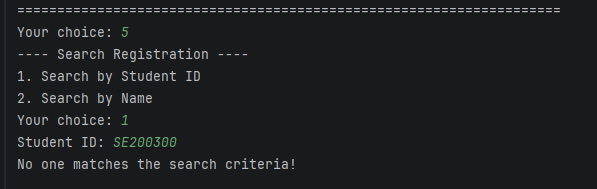 ====================================================================
Your choice: 5
---- Search Registration ----
1. Search by Student ID
2. Search by Name
Your choice: 1
Student ID: SE200300
No one matches the search criteria!